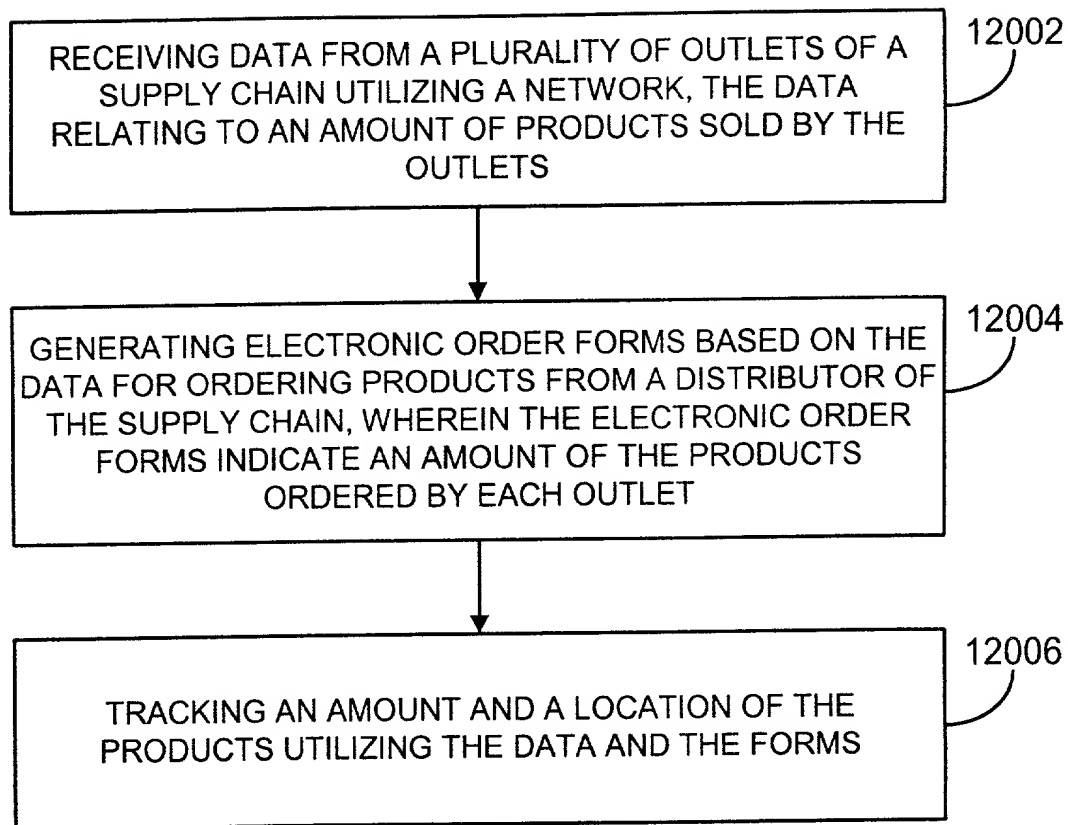 12002
RECEIVING DATA FROM A PLURALITY OF OUTLETS OF A
SUPPLY CHAIN UTILIZING A NETWORK, THE DATA
RELATING TO AN AMOUNT OF PRODUCTS SOLD BY THE
OUTLETS
12004
GENERATING ELECTRONIC ORDER FORMS BASED ON THE
DATA FOR ORDERING PRODUCTS FROM A DISTRIBUTOR OF
THE SUPPLY CHAIN, WHEREIN THE ELECTRONIC ORDER
FORMS INDICATE AN AMOUNT OF THE PRODUCTS
ORDERED BY EACH OUTLET
12006
TRACKING AN AMOUNT AND A LOCATION OF THE
PRODUCTS UTILIZING THE DATA AND THE FORMS